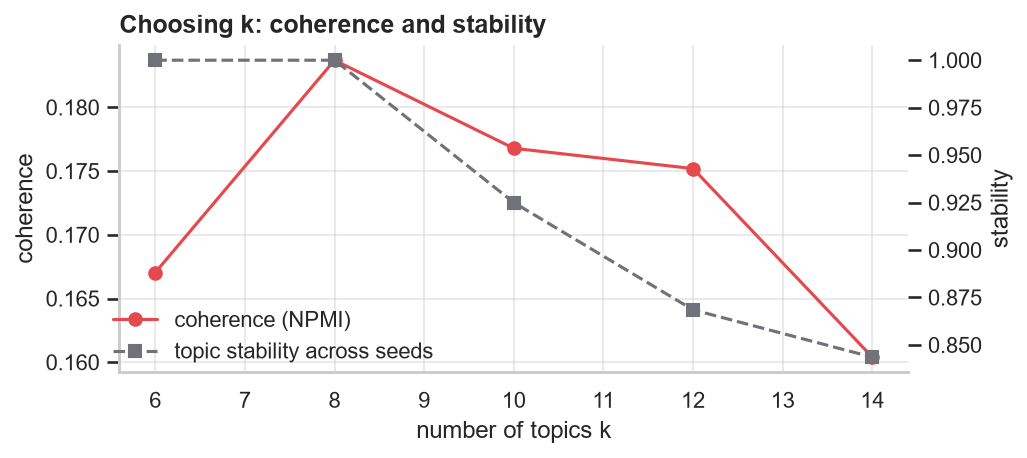 Choosing k: coherence and stability
coherence
0.180
0.175
0.170
0.165
0.160
1.000
0.975
0.950
0.925
0.900
0.875
0.850
stability
coherence (NPMI)
topic stability across seeds
6 7 8 9 10 11 12 13 14
number of topics k